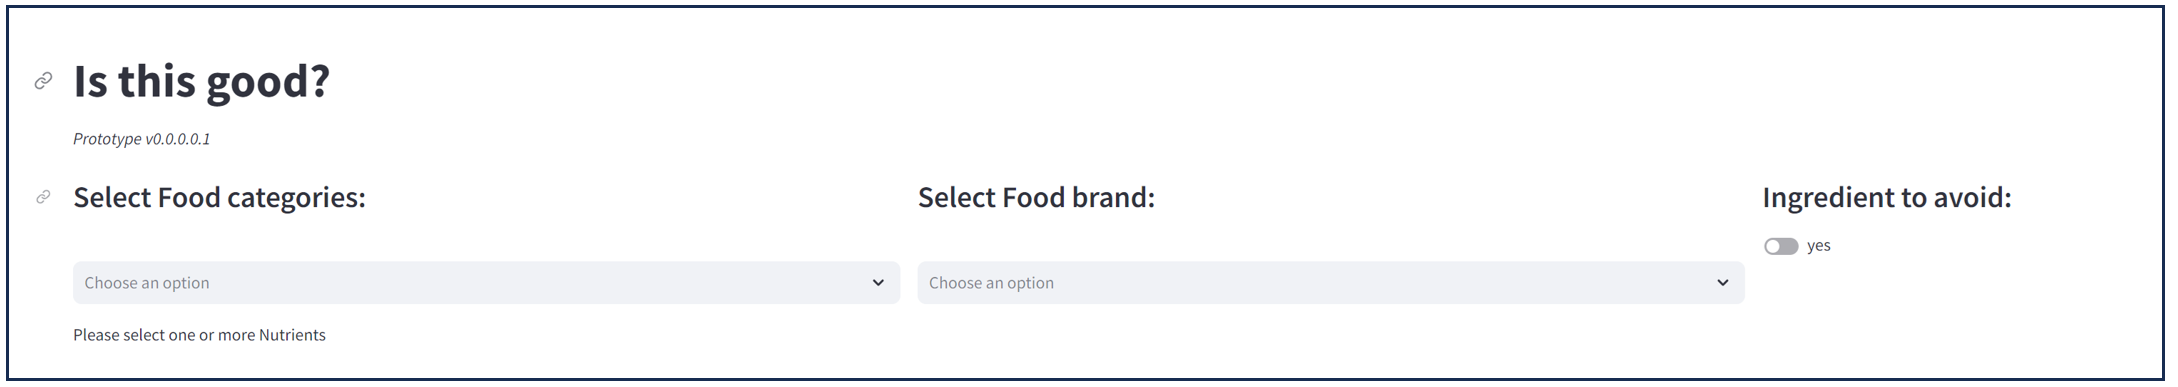 Is this good?
Prototype v0.0.0.0.1
Select Food categories:
Select Food brand:
Ingredient to avoid:
yes
Choose an option
Choose an option
Please select one or more Nutrients